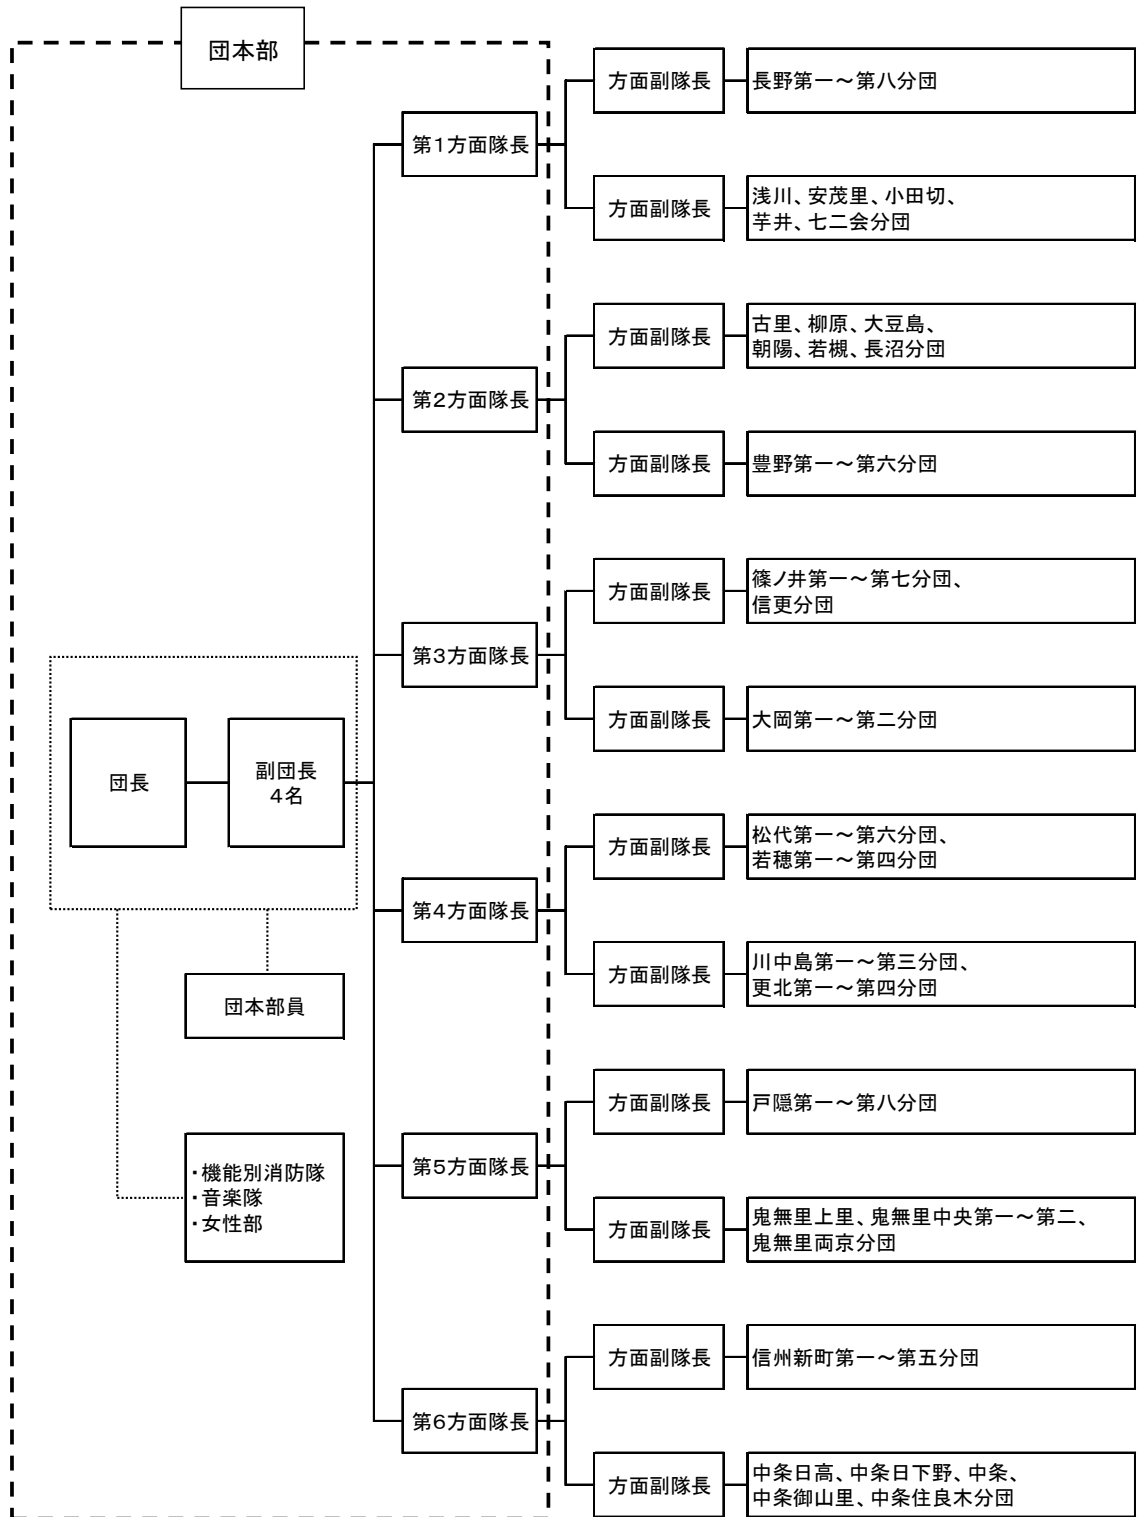 団本部
方面副隊長
長野第一～第八分団
第1方面隊長
方面副隊長
浅川、安茂里、小田切、
芋井、七二会分団
方面副隊長
古里、柳原、大豆島、
朝陽、若槻、長沼分団
第2方面隊長
方面副隊長
豊野第一～第六分団
方面副隊長
篠ノ井第一～第七分団、
信更分団
第3方面隊長
方面副隊長
大岡第一～第二分団
団長
副団長
4名
方面副隊長
松代第一～第六分団、
若穂第一～第四分団
第4方面隊長
方面副隊長
川中島第一～第三分団、
更北第一～第四分団
団本部員
方面副隊長
戸隠第一～第八分団
第5方面隊長
・機能別消防隊
・音楽隊
・女性部
方面副隊長
鬼無里上里、鬼無里中央第一～第二、
鬼無里両京分団
方面副隊長
信州新町第一～第五分団
第6方面隊長
方面副隊長
中条日高、中条日下野、中条、
中条御山里、中条住良木分団